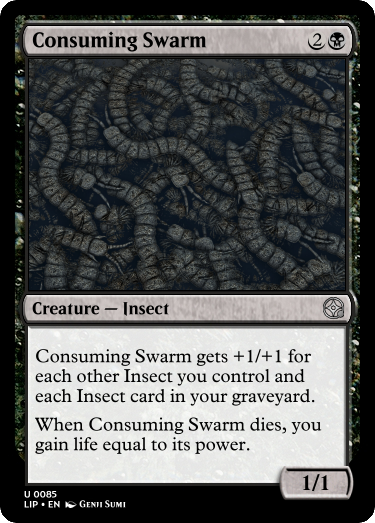 Consuming Swarm 2
Creature — Insect
Consuming Swarm gets +1/+1 for
each other Insect you control and
each Insect card in your graveyard.
When Consuming Swarm dies, you
gain life equal to its power.
1/1
U 0085
LIP • EN Genji Sumi